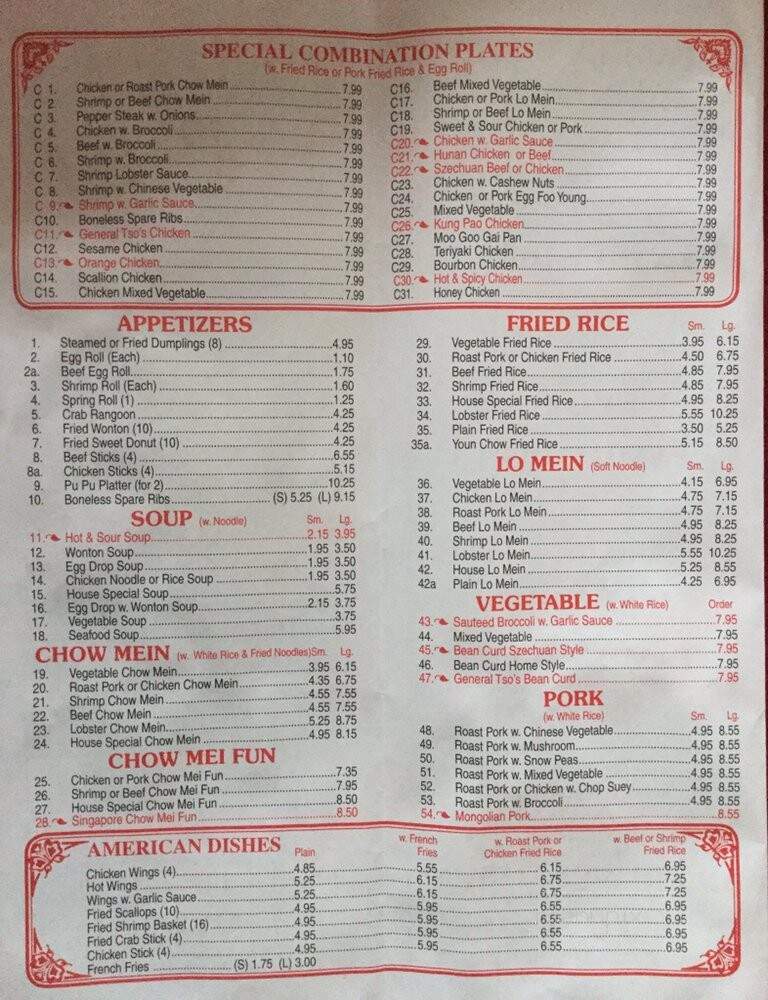 SPECIAL COMBINATION PLATES
(w. Fried Rice or Pork Fried Rice & Egg Roll)
C 1. Chicken or Roast Pork Chow Mein 7.99
C 2. Shrimp or Beef Chow Mein 7.99
C 3. Pepper Steak w. Onions 7.99
C 4. Chicken w. Broccoli 7.99
C 5. Beef w. Broccoli 7.99
C 6. Shrimp w. Broccoli 7.99
C 7. Shrimp Lobster Sauce 7.99
C 8. Shrimp w. Chinese Vegetable 7.99
C 9. Shrimp w. Garlic Sauce 7.99
C10. Boneless Spare Ribs 7.99
C11. General Tso's Chicken 7.99
C12. Sesame Chicken 7.99
C13. Orange Chicken 7.99
C14. Scallion Chicken 7.99
C15. Chicken Mixed Vegetable 7.99
C16. Beef Mixed Vegetable 7.99
C17. Chicken or Pork Lo Mein 7.99
C18. Shrimp or Beef Lo Mein 7.99
C19. Sweet & Sour Chicken or Pork 7.99
C20. Chicken w. Garlic Sauce 7.99
C21. Hunan Chicken or Beef 7.99
C22. Szechuan Beef or Chicken 7.99
C23. Chicken w. Cashew Nuts 7.99
C24. Chicken or Pork Egg Foo Young 7.99
C25. Mixed Vegetable 7.99
C26. Kung Pao Chicken 7.99
C27. Moo Goo Gai Pan 7.99
C28. Teriyaki Chicken 7.99
C29. Bourbon Chicken 7.99
C30. Hot & Spicy Chicken 7.99
C31. Honey Chicken 7.99
APPETIZERS
1. Steamed or Fried Dumplings (8) 4.95
2. Egg Roll (Each) 1.10
2a. Beef Egg Roll 1.75
3. Shrimp Roll (Each) 1.60
4. Spring Roll (1) 1.25
5. Crab Rangoon 4.25
6. Fried Wonton (10) 4.25
7. Fried Sweet Donut (10) 4.25
8. Beef Sticks (4) 6.55
8a. Chicken Sticks (4) 5.15
9. Pu Pu Platter (for 2) 10.25
10. Boneless Spare Ribs (S) 5.25 (L) 9.15
SOUP (w. Noodle) Sm. Lg.
11. Hot & Sour Soup 2.15 3.95
12. Wonton Soup 1.95 3.50
13. Egg Drop Soup 1.95 3.50
14. Chicken Noodle or Rice Soup 1.95 3.50
15. House Special Soup 5.75
16. Egg Drop w. Wonton Soup 2.15 3.75
17. Vegetable Soup 3.75
18. Seafood Soup 5.95
CHOW MEIN (w. White Rice & Fried Noodles) Sm. Lg.
19. Vegetable Chow Mein 3.95 6.15
20. Roast Pork or Chicken Chow Mein 4.35 6.75
21. Shrimp Chow Mein 4.55 7.55
22. Beef Chow Mein 4.55 7.55
23. Lobster Chow Mein 5.25 8.75
24. House Special Chow Mein 4.95 8.15
CHOW MEI FUN
25. Chicken or Pork Chow Mei Fun 7.35
26. Shrimp or Beef Chow Mei Fun 7.95
27. House Special Chow Mei Fun 8.50
28. Singapore Chow Mei Fun 8.50
FRIED RICE Sm. Lg.
29. Vegetable Fried Rice 3.95 6.15
30. Roast Pork or Chicken Fried Rice 4.50 6.75
31. Beef Fried Rice 4.85 7.95
32. Shrimp Fried Rice 4.85 7.95
33. House Special Fried Rice 4.95 8.25
34. Lobster Fried Rice 5.55 10.25
35. Plain Fried Rice 3.50 5.25
35a. Youn Chow Fried Rice 5.15 8.50
LO MEIN (Soft Noodle) Sm. Lg.
36. Vegetable Lo Mein 4.15 6.95
37. Chicken Lo Mein 4.75 7.15
38. Roast Pork Lo Mein 4.75 7.15
39. Beef Lo Mein 4.95 8.25
40. Shrimp Lo Mein 4.95 8.25
41. Lobster Lo Mein 5.55 10.25
42. House Lo Mein 5.25 8.55
42a Plain Lo Mein 4.25 6.95
VEGETABLE (w. White Rice) Order
43. Sauteed Broccoli w. Garlic Sauce 7.95
44. Mixed Vegetable 7.95
45. Bean Curd Szechuan Style 7.95
46. Bean Curd Home Style 7.95
47. General Tso's Bean Curd 7.95
PORK
(w. White Rice) Sm. Lg.
48. Roast Pork w. Chinese Vegetable 4.95 8.55
49. Roast Pork w. Mushroom 4.95 8.55
50. Roast Pork w. Snow Peas 4.95 8.55
51. Roast Pork w. Mixed Vegetable 4.95 8.55
52. Roast Pork or Chicken w. Chop Suey 4.95 8.55
53. Roast Pork w. Broccoli 4.95 8.55
54. Mongolian Pork 8.55
AMERICAN DISHES Plain w. French Fries w. Roast Pork or Chicken Fried Rice w. Beef or Shrimp Fried Rice
Chicken Wings (4) 4.85 5.55 6.15 6.95
Hot Wings 5.25 6.15 6.75 7.25
Wings w. Garlic Sauce 5.25 6.15 6.75 7.25
Fried Scallops (10) 4.95 5.95 6.55 6.95
Fried Shrimp Basket (16) 4.95 5.95 6.55 6.95
Fried Crab Stick (4) 4.95 5.95 6.55 6.95
Chicken Stick (4) 4.95 5.95 6.55 6.95
French Fries (S) 1.75 (L) 3.00